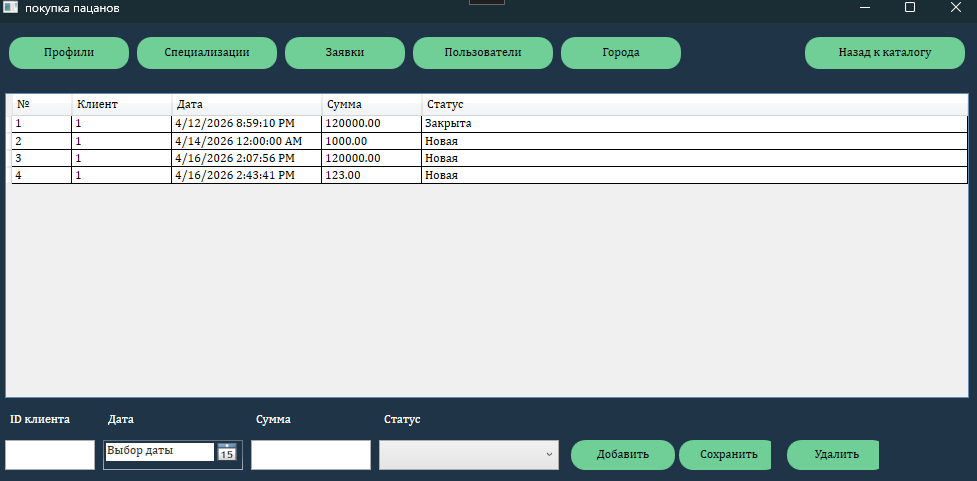 покупка пацанов
Профили Специализации Заявки Пользователи Города Назад к каталогу
№ Клиент Дата Сумма Статус
1 1 4/12/2026 8:59:10 PM 120000.00 Закрыта
2 1 4/14/2026 12:00:00 AM 1000.00 Новая
3 1 4/16/2026 2:07:56 PM 120000.00 Новая
4 1 4/16/2026 2:43:41 PM 123.00 Новая
ID клиента Дата Сумма Статус
Выбор даты 15 Добавить Сохранить Удалить